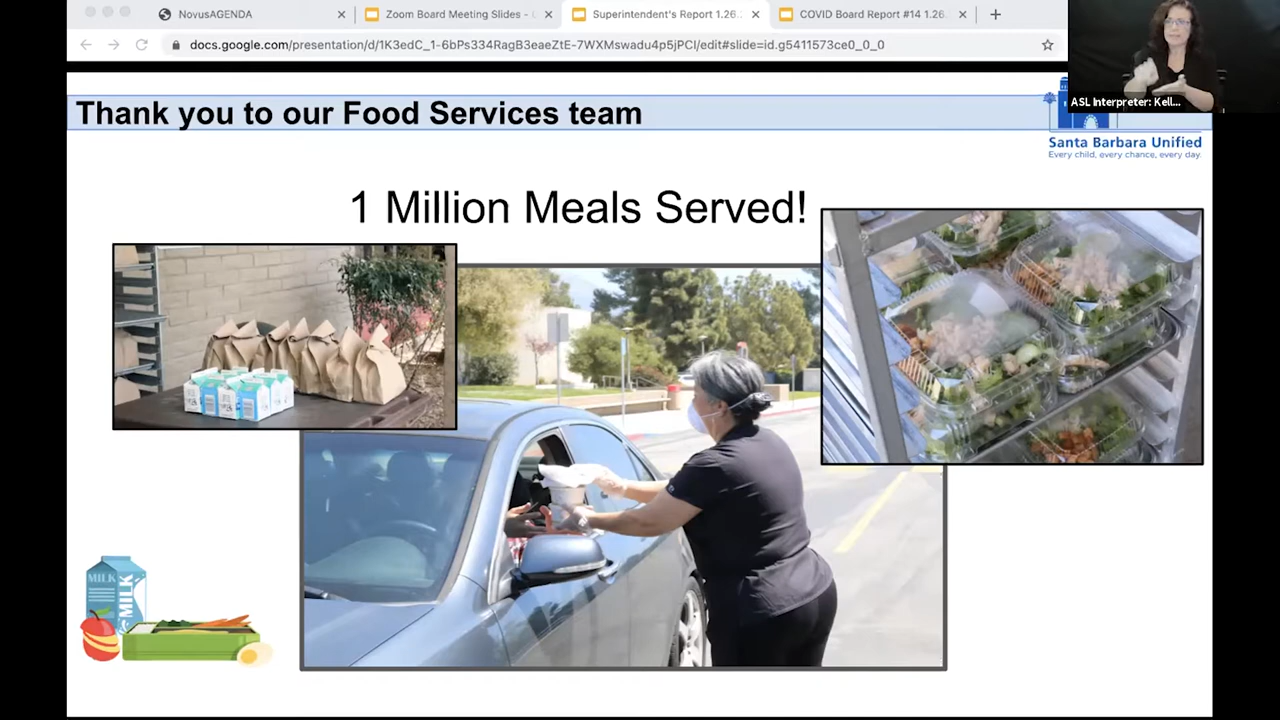 NovusAGENDA
Zoom Board Meeting Slides -
Superintendent's Report 1.26.
COVID Board Report #14 1.26.
docs.google.com/presentation/d/1K3edC_1-6bPs334RagB3eaeZtE-7WXMswadu4p5jPCI/edit#slide=id.g5411573ce0_0_0
ASL Interpreter: Kell...
Thank you to our Food Services team
Santa Barbara Unified
Every child, every chance, every day.
1 Million Meals Served!
MILK
MILK